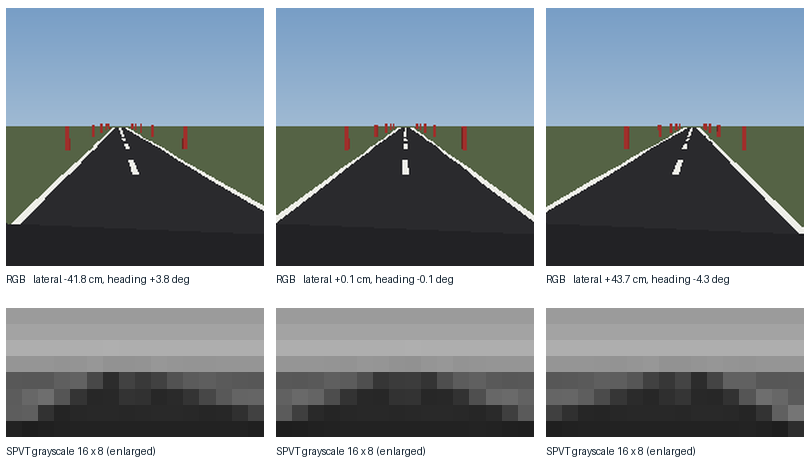 RGB lateral -41.8 cm, heading +3.8 deg
RGB lateral +0.1 cm, heading -0.1 deg
RGB lateral +43.7 cm, heading -4.3 deg
SPVT grayscale 16 x 8 (enlarged)
SPVT grayscale 16 x 8 (enlarged)
SPVT grayscale 16 x 8 (enlarged)